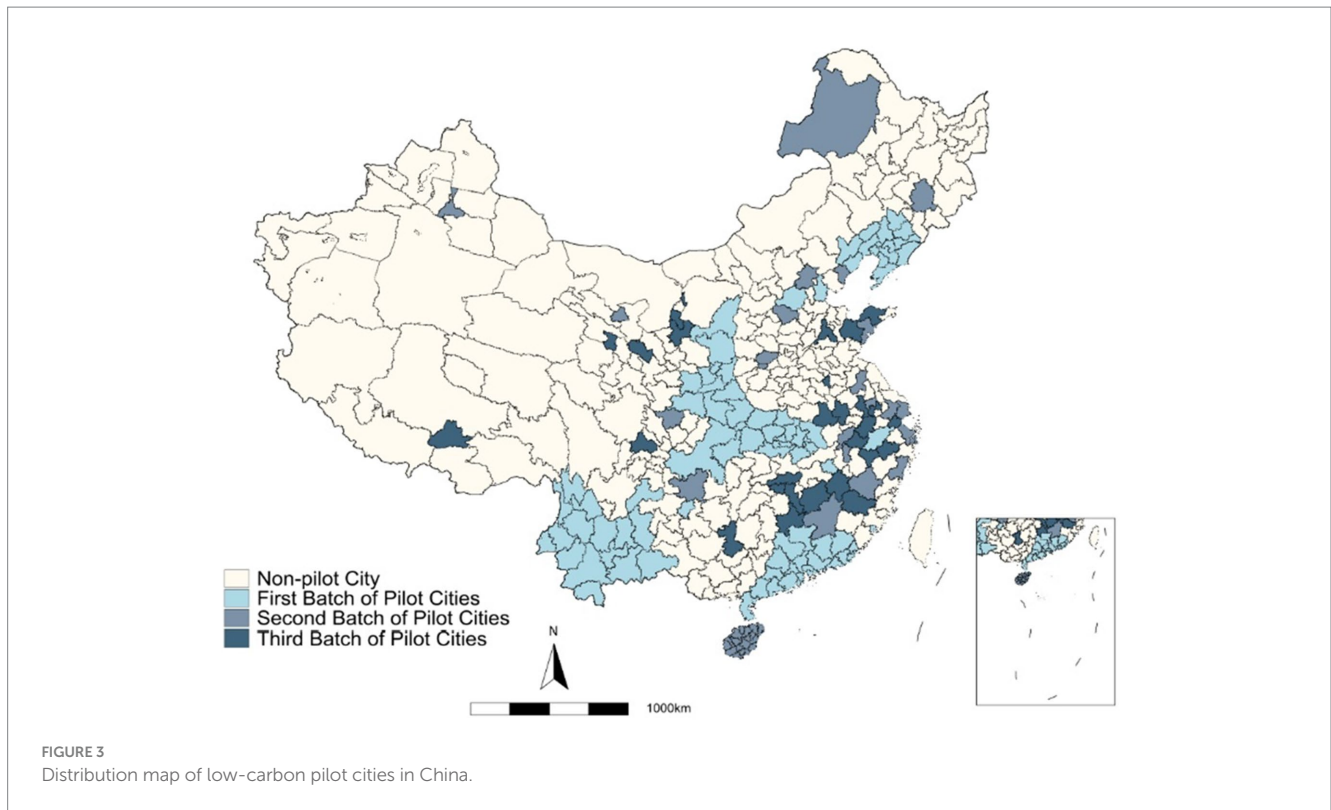 Non-pilot City
First Batch of Pilot Cities
Second Batch of Pilot Cities
Third Batch of Pilot Cities
N
1000km
FIGURE 3
Distribution map of low-carbon pilot cities in China.